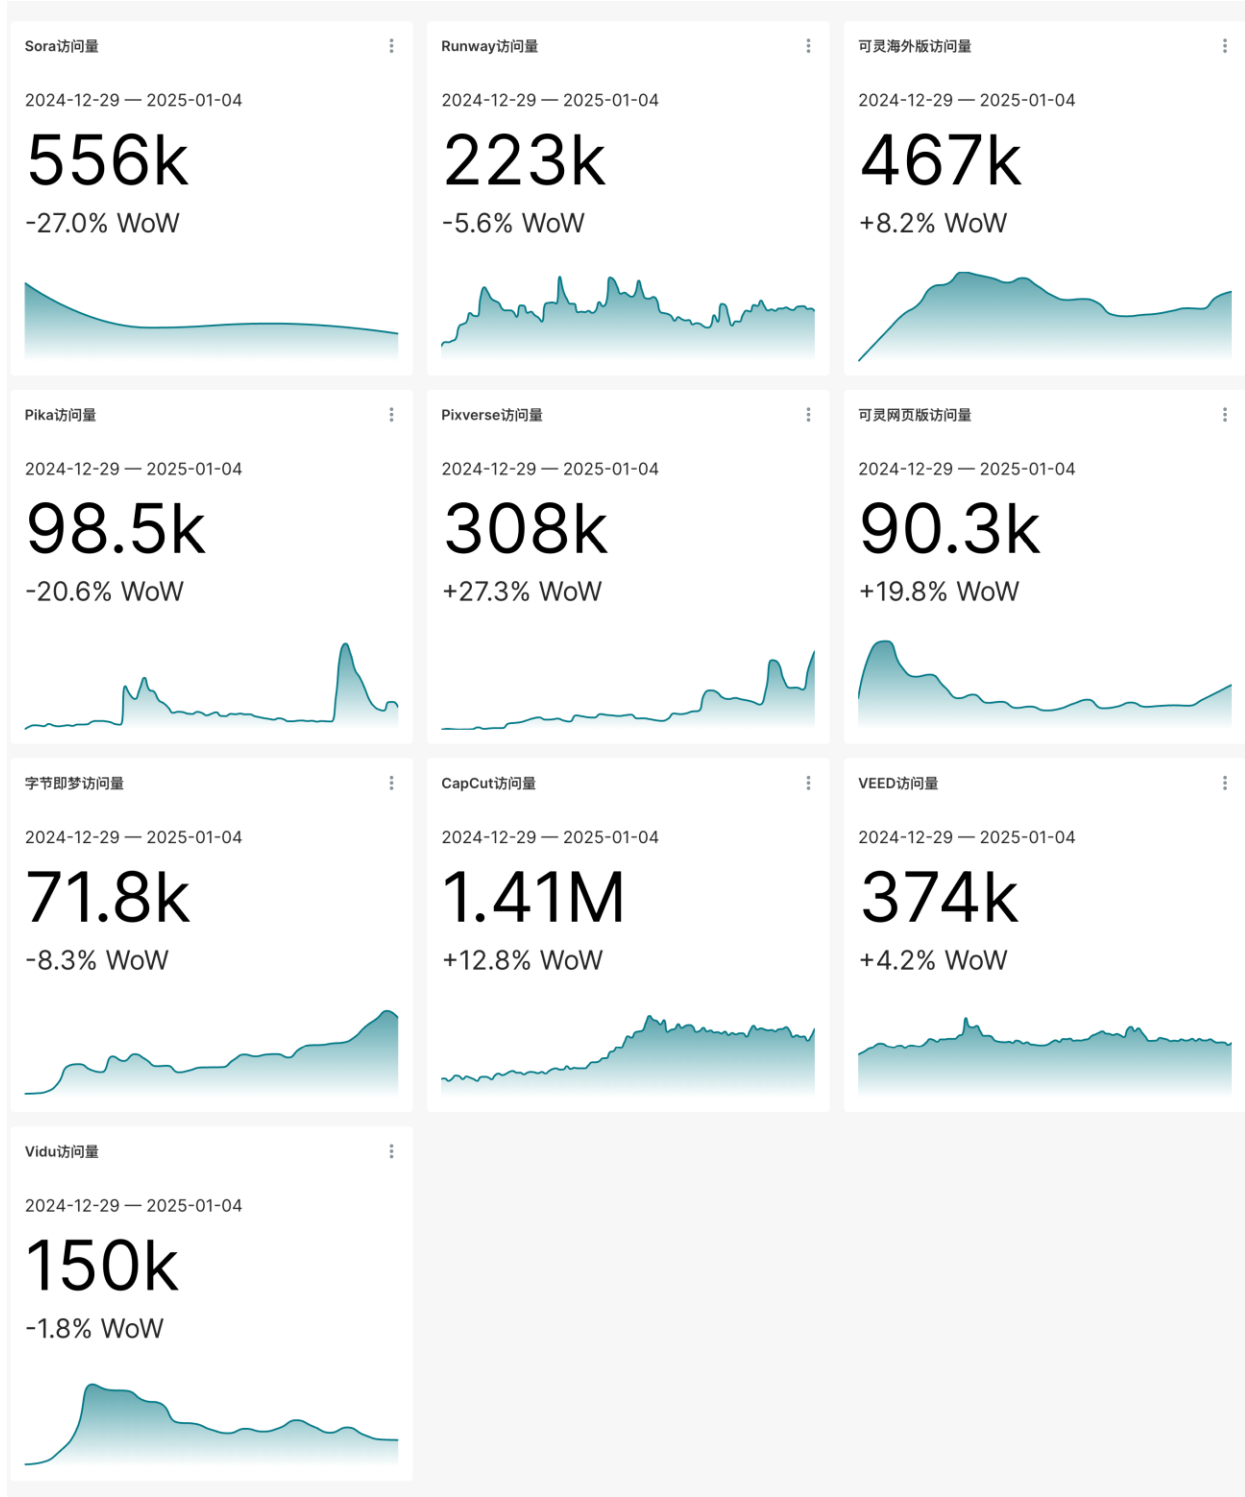 Sora访问量
2024-12-29 — 2025-01-04
556k
-27.0% WoW
Runway访问量
2024-12-29 — 2025-01-04
223k
-5.6% WoW
可灵海外版访问量
2024-12-29 — 2025-01-04
467k
+8.2% WoW
Pika访问量
2024-12-29 — 2025-01-04
98.5k
-20.6% WoW
Pixverse访问量
2024-12-29 — 2025-01-04
308k
+27.3% WoW
可灵网页版访问量
2024-12-29 — 2025-01-04
90.3k
+19.8% WoW
字节即梦访问量
2024-12-29 — 2025-01-04
71.8k
-8.3% WoW
CapCut访问量
2024-12-29 — 2025-01-04
1.41M
+12.8% WoW
VEED访问量
2024-12-29 — 2025-01-04
374k
+4.2% WoW
Vidu访问量
2024-12-29 — 2025-01-04
150k
-1.8% WoW